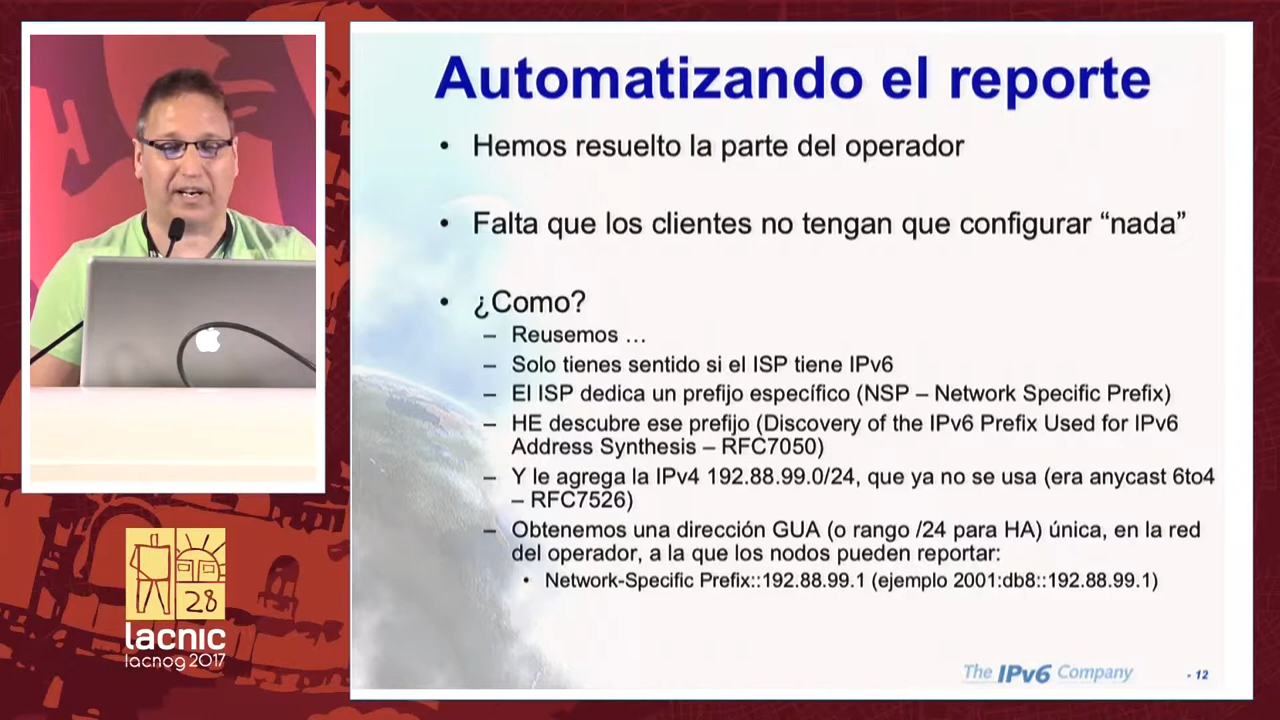 Automatizando el reporte
• Hemos resuelto la parte del operador
• Falta que los clientes no tengan que configurar “nada”
• ¿Como?
– Reusemos …
– Solo tienes sentido si el ISP tiene IPv6
– El ISP dedica un prefijo específico (NSP – Network Specific Prefix)
– HE descubre ese prefijo (Discovery of the IPv6 Prefix Used for IPv6
Address Synthesis – RFC7050)
– Y le agrega la IPv4 192.88.99.0/24, que ya no se usa (era anycast 6to4
– RFC7526)
– Obtenemos una dirección GUA (o rango /24 para HA) única, en la red
del operador, a la que los nodos pueden reportar:
• Network-Specific Prefix::192.88.99.1 (ejemplo 2001:db8::192.88.99.1)
The IPv6 Company
- 12
28
lacnic
lacnog 2017